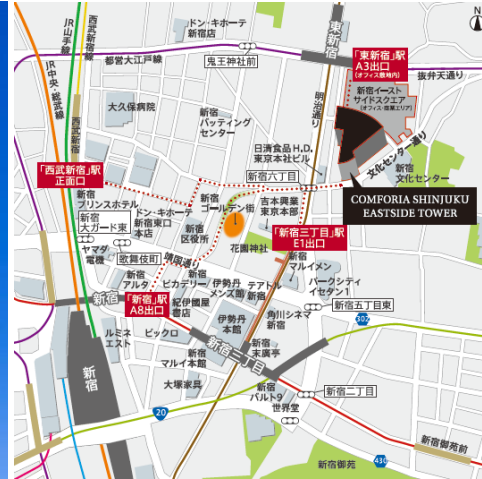 ドン・キホーテ
新宿店
東新宿
N
JR山手線
西武新宿線
都営大江戸線
鬼王神社前
「東新宿」駅
A3出口
(オフィス敷地内)
抜弁天通り
JR中央・総武線
大久保病院
新宿
バッティング
センター
明治通り
新宿イースト
サイドスクエア
(オフィス・商業エリア)
日清食品H.D.
東京本社ビル
文化センター通り
西武新宿
「西武新宿」駅
正面口
新宿六丁目
新宿
文化センター
新宿
プリンスホテル
ドン・キホーテ
新宿東口
本店
新宿
ゴールデン街
吉本興業
東京本部
COMFORIA SHINJUKU
EASTSIDE TOWER
新宿
大ガード東
新宿
区役所
「新宿三丁目」駅
E1出口
ヤマダ
電機
歌舞伎町
靖国通り
花園神社
新宿
アルタ
新宿
ピカデリー
伊勢丹
メンズ館
テアトル
新宿
新宿
マルイメン
パークシティ
イセタン1
新宿
「新宿」駅
A8出口
紀伊國屋
書店
新宿五丁目東
302
ルミネ
エスト
ビックロ
伊勢丹
本館
角川シネマ
新宿
新宿
新宿
マルイ本館
新宿三丁目
新宿
末廣亭
大塚家具
新宿
バルト9
新宿二丁目
世界堂
20
新宿御苑前
新宿御苑
430